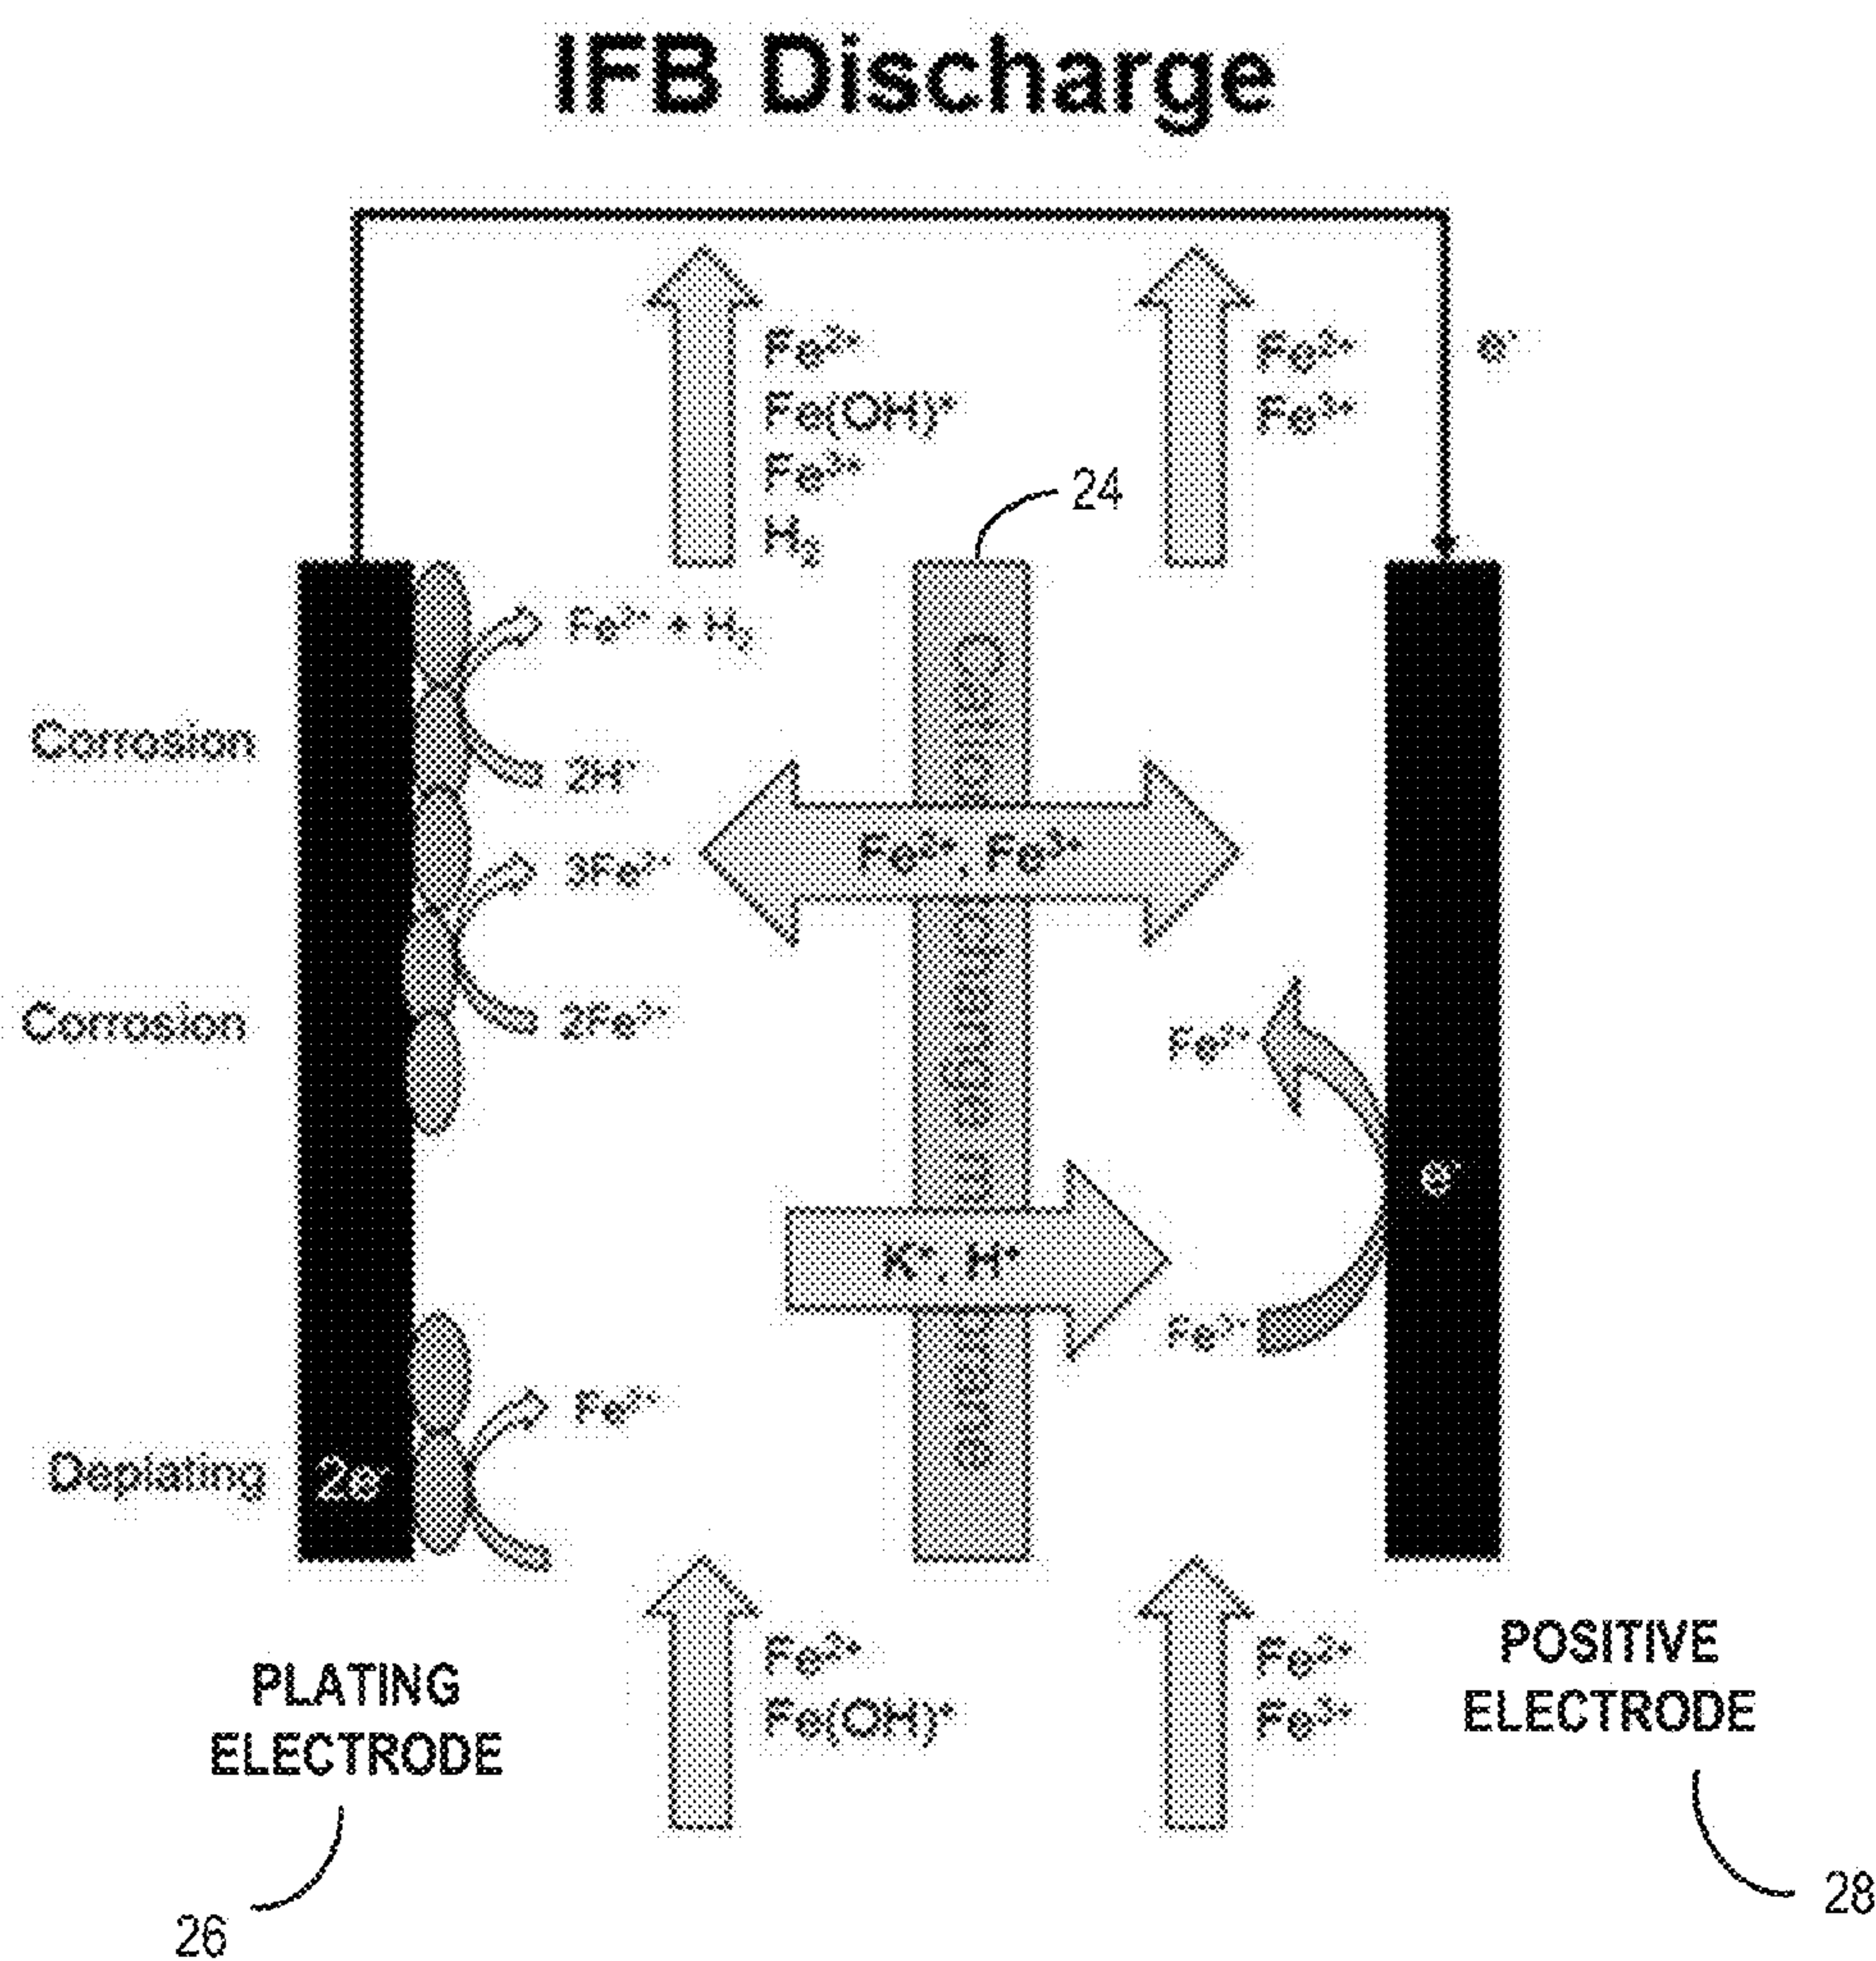 IFB Discharge
Fe²⁺
Fe(OH)⁺
Fe³⁺
H₂
Fe²⁺
Fe³⁺
e⁻
24
Fe²⁺ + H₂
Corrosion
2H⁺
3Fe²⁺
Fe²⁺, Fe³⁺
Corrosion
2Fe³⁺
Fe²⁺
e⁻
K⁺, H⁺
Fe³⁺
Fe²⁺
Deplating
2e⁻
Fe²⁺
Fe(OH)⁺
Fe²⁺
Fe³⁺
PLATING
ELECTRODE
POSITIVE
ELECTRODE
26
28